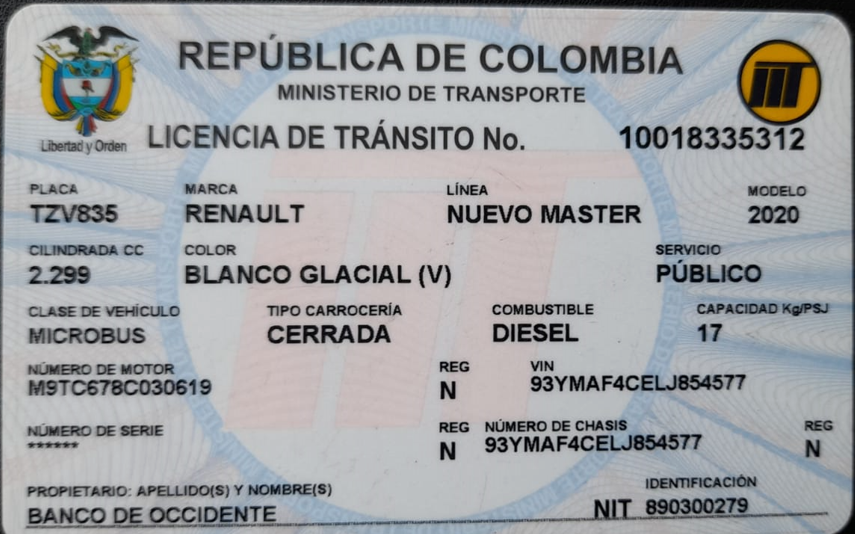 REPÚBLICA DE COLOMBIA
MINISTERIO DE TRANSPORTE
Libertad y Orden
LICENCIA DE TRÁNSITO No. 10018335312
PLACA MARCA LÍNEA MODELO
TZV835 RENAULT NUEVO MASTER 2020
CILINDRADA CC COLOR SERVICIO
2.299 BLANCO GLACIAL (V) PÚBLICO
CLASE DE VEHÍCULO TIPO CARROCERÍA COMBUSTIBLE CAPACIDAD Kg/PSJ
MICROBUS CERRADA DIESEL 17
NÚMERO DE MOTOR REG VIN
M9TC678C030619 N 93YMAF4CELJ854577
NÚMERO DE SERIE REG NÚMERO DE CHASIS REG
****** N 93YMAF4CELJ854577 N
PROPIETARIO: APELLIDO(S) Y NOMBRE(S) IDENTIFICACIÓN
BANCO DE OCCIDENTE NIT 890300279